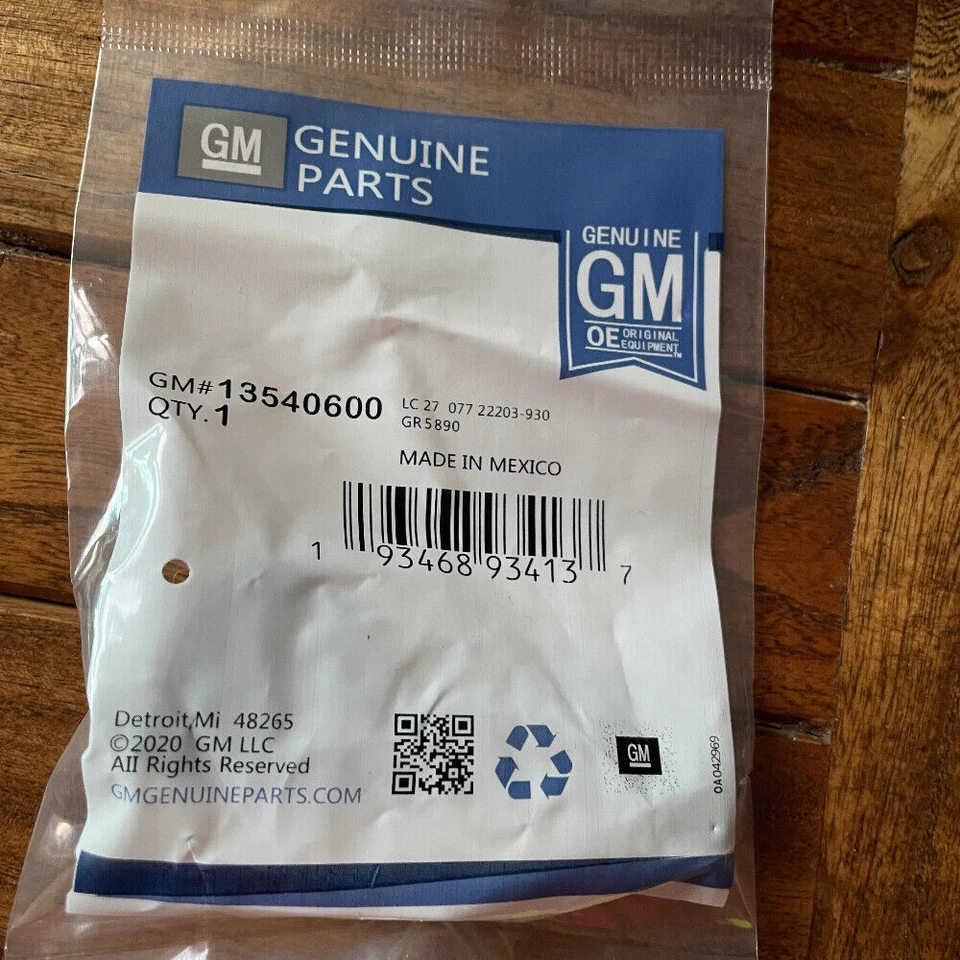 GM GENUINE
PARTS
GENUINE
GM
OE ORIGINAL
EQUIPMENT™
GM# 13540600 LC 27 077 22203-930
QTY. 1 GR5890
MADE IN MEXICO
1 93468 93413 7
Detroit,Mi 48265
©2020 GM LLC
All Rights Reserved
GMGENUINEPARTS.COM
GM
0A042969